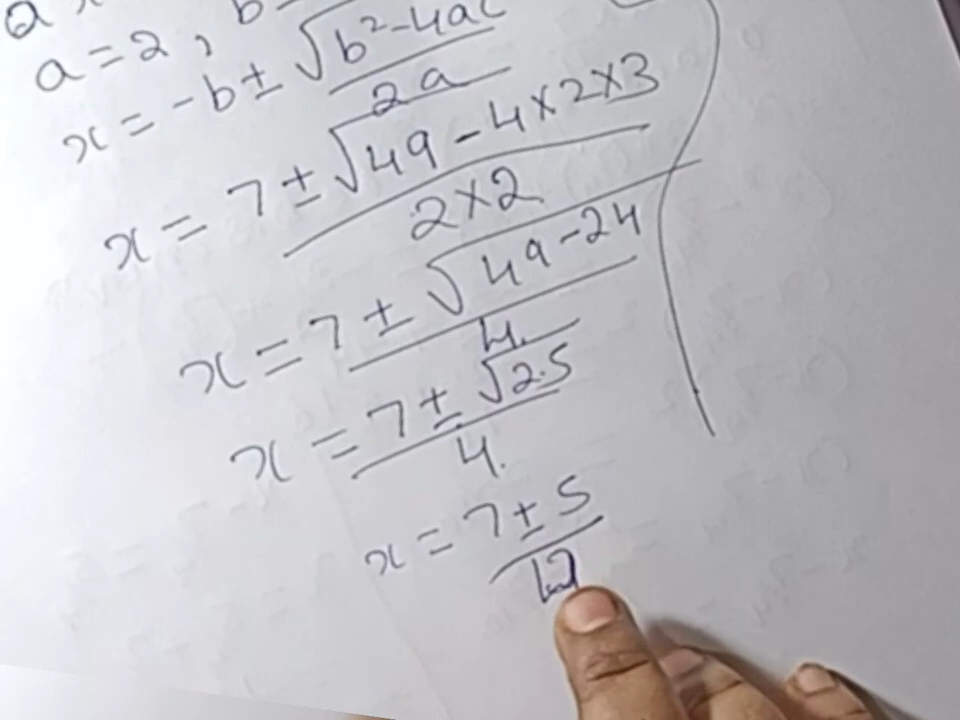 a = 2, b
x = -b ± √b²-4ac / 2a
x = 7 ± √49 - 4×2×3 / 2×2
x = 7 ± √49-24 / 4
x = 7 ± √25 / 4.
x = 7 ± 5